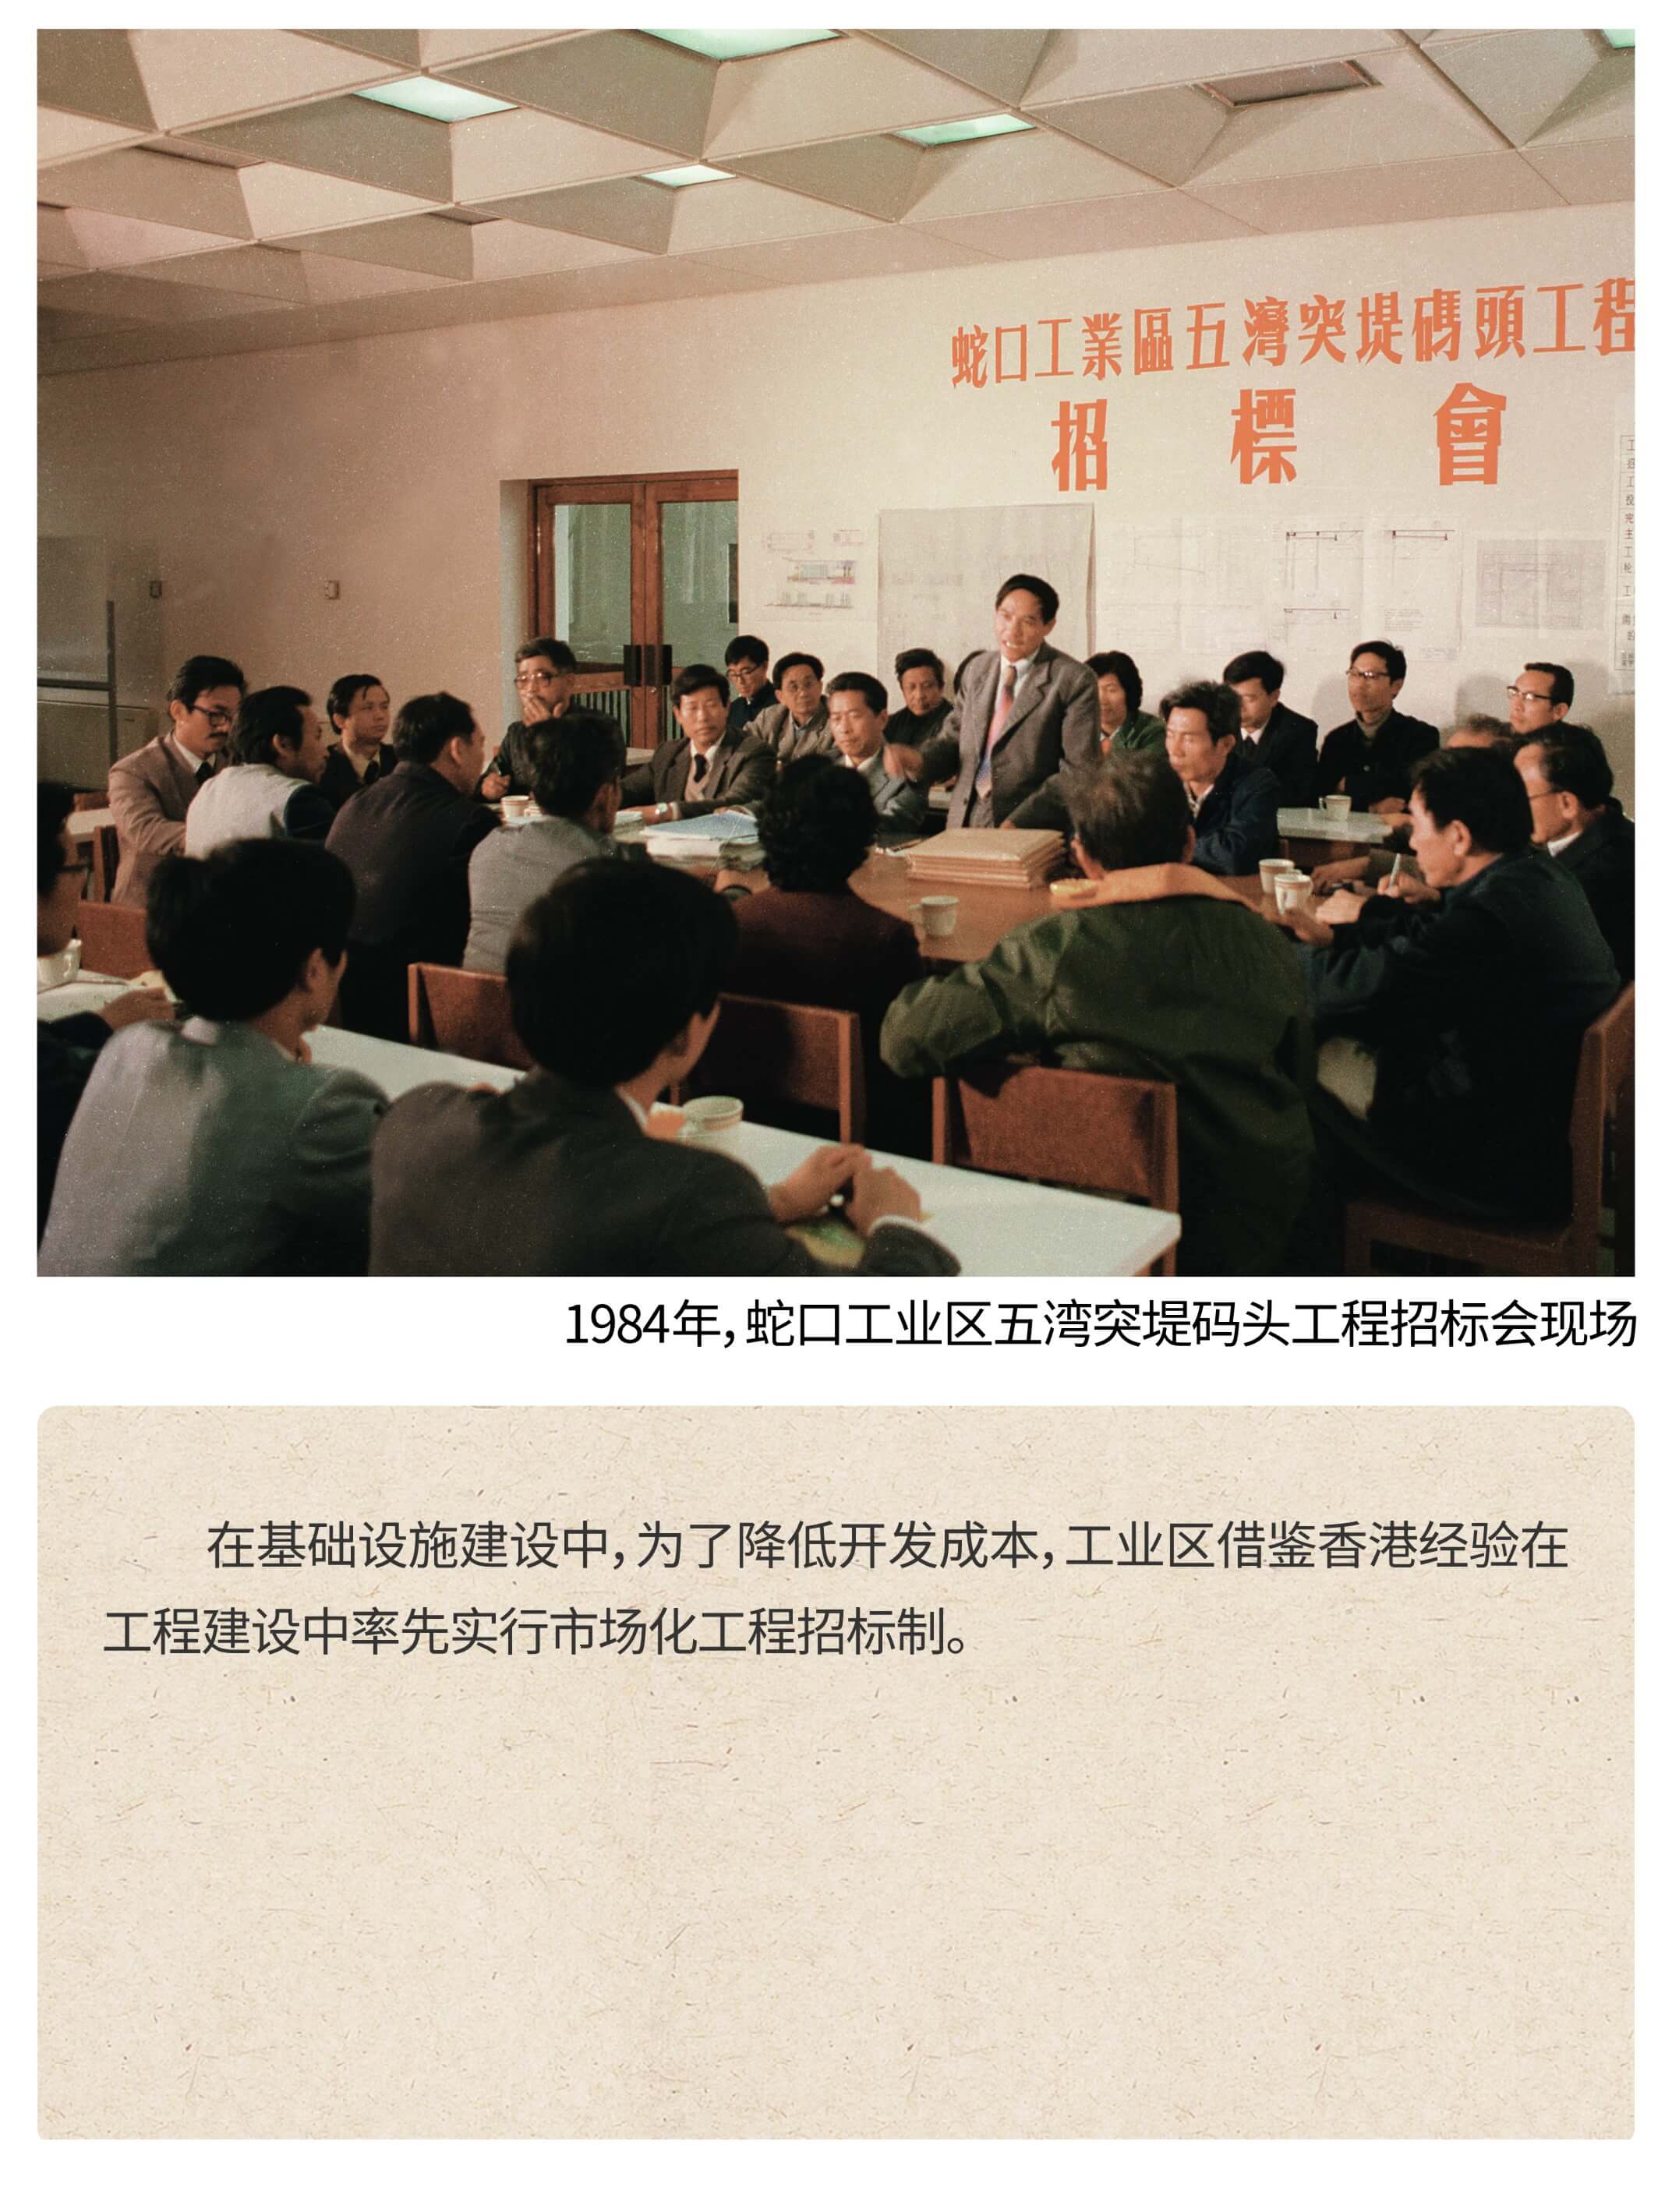 蛇口工業區五灣突堤碼頭工程
招標會
1984年，蛇口工业区五湾突堤码头工程招标会现场
在基础设施建设中，为了降低开发成本，工业区借鉴香港经验在
工程建设中率先实行市场化工程招标制。